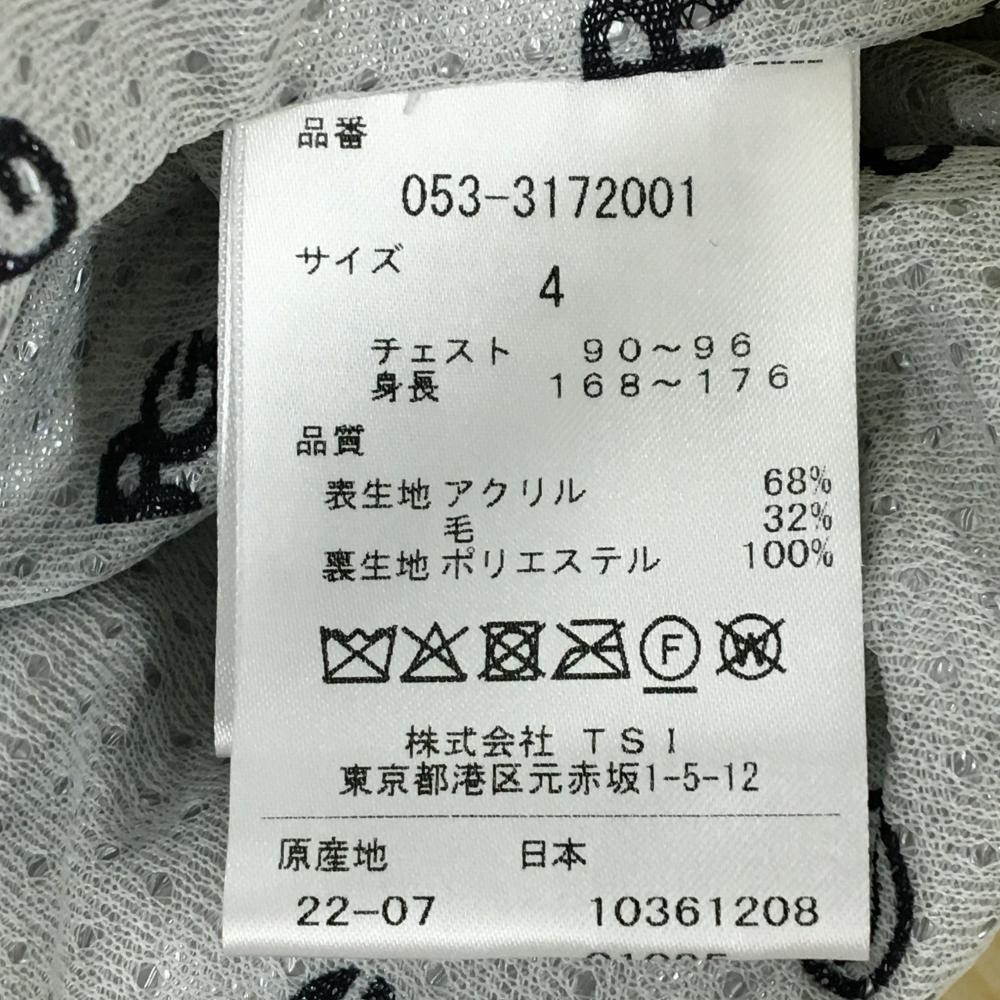 品番
053-3172001
サイズ
4
チェスト 90~96
身長 168~176
品質
表生地 アクリル 68%
毛 32%
裏生地 ポリエステル 100%
F
W
株式会社 TSI
東京都港区元赤坂1-5-12
原産地 日本
22-07 10361208
PG